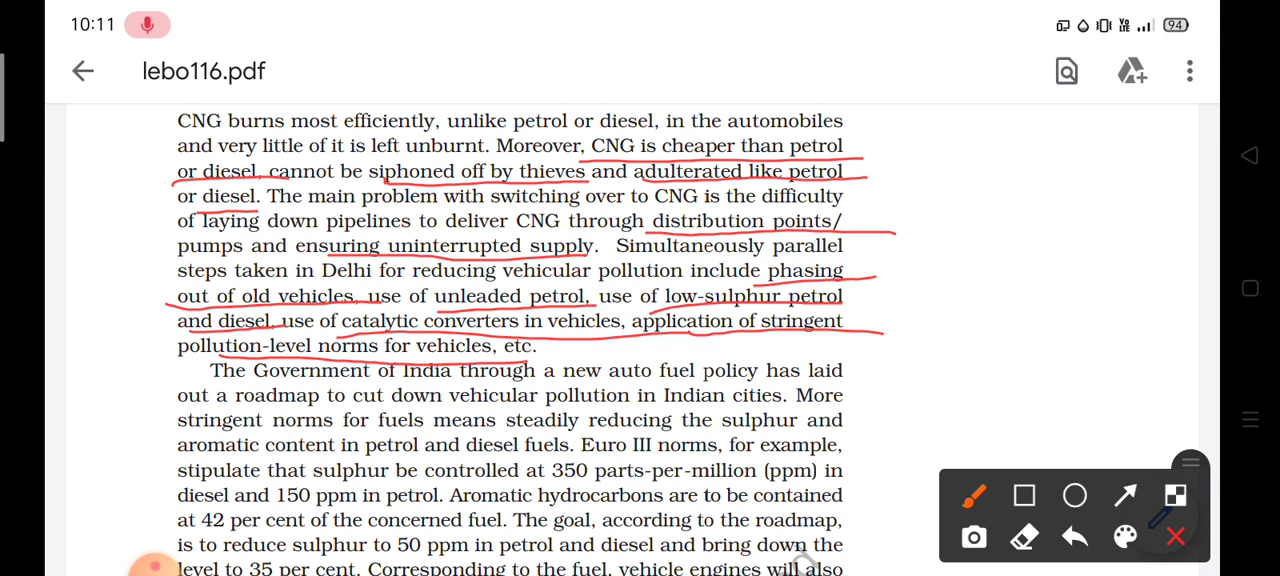 10:11
VO LTE 94
lebo116.pdf
CNG burns most efficiently, unlike petrol or diesel, in the automobiles
and very little of it is left unburnt. Moreover, CNG is cheaper than petrol
or diesel, cannot be siphoned off by thieves and adulterated like petrol
or diesel. The main problem with switching over to CNG is the difficulty
of laying down pipelines to deliver CNG through distribution points/
pumps and ensuring uninterrupted supply. Simultaneously parallel
steps taken in Delhi for reducing vehicular pollution include phasing
out of old vehicles, use of unleaded petrol, use of low-sulphur petrol
and diesel, use of catalytic converters in vehicles, application of stringent
pollution-level norms for vehicles, etc.
The Government of India through a new auto fuel policy has laid
out a roadmap to cut down vehicular pollution in Indian cities. More
stringent norms for fuels means steadily reducing the sulphur and
aromatic content in petrol and diesel fuels. Euro III norms, for example,
stipulate that sulphur be controlled at 350 parts-per-million (ppm) in
diesel and 150 ppm in petrol. Aromatic hydrocarbons are to be contained
at 42 per cent of the concerned fuel. The goal, according to the roadmap,
is to reduce sulphur to 50 ppm in petrol and diesel and bring down the
level to 35 per cent. Corresponding to the fuel, vehicle engines will also